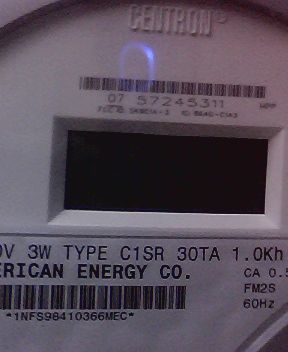 CENTRON®
07 57245311
0V 3W TYPE C1SR 30TA 1.0Kh
ERICAN ENERGY CO.
CA 0.5
FM2S
60Hz
*1NFS98410366MEC*